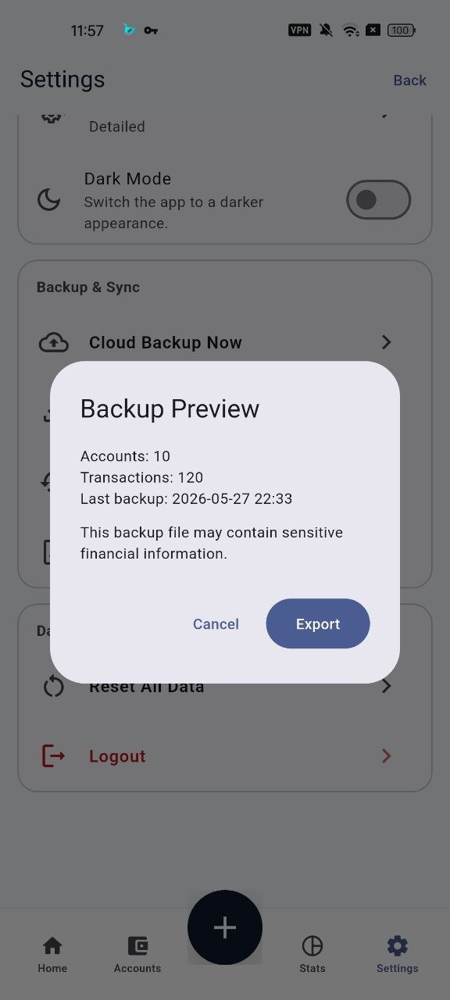 11:57
VPN
100
Settings
Back
Detailed
Dark Mode
Switch the app to a darker
appearance.
Backup & Sync
Cloud Backup Now
Backup Preview
Accounts: 10
Transactions: 120
Last backup: 2026-05-27 22:33
This backup file may contain sensitive
financial information.
Cancel
Export
Reset All Data
Logout
Home
Accounts
Stats
Settings